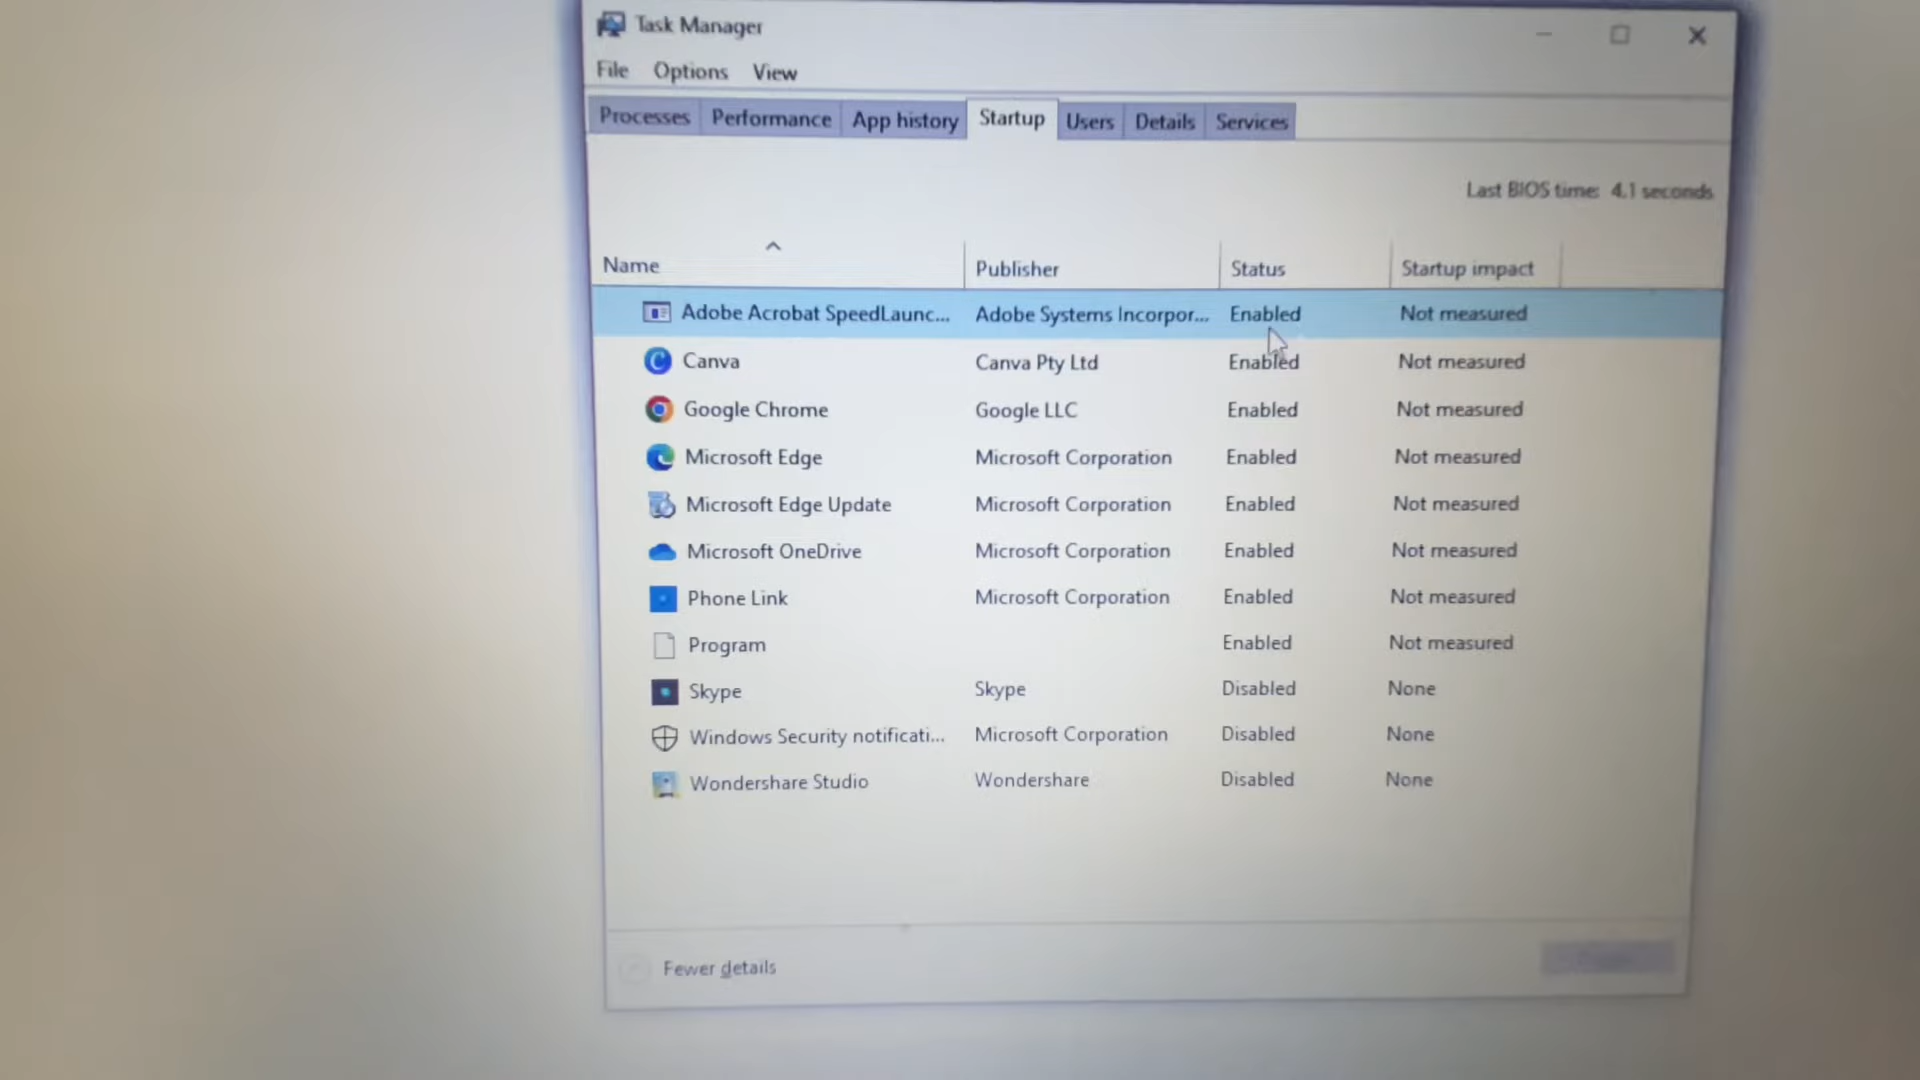 Task Manager
File Options View
Processes Performance App history Startup Users Details Services
Last BIOS time: 4.1 seconds
Name Publisher Status Startup impact
Adobe Acrobat SpeedLaunc... Adobe Systems Incorpor... Enabled Not measured
Canva Canva Pty Ltd Enabled Not measured
Google Chrome Google LLC Enabled Not measured
Microsoft Edge Microsoft Corporation Enabled Not measured
Microsoft Edge Update Microsoft Corporation Enabled Not measured
Microsoft OneDrive Microsoft Corporation Enabled Not measured
Phone Link Microsoft Corporation Enabled Not measured
Program Enabled Not measured
Skype Skype Disabled None
Windows Security notificati... Microsoft Corporation Disabled None
Wondershare Studio Wondershare Disabled None
Fewer details